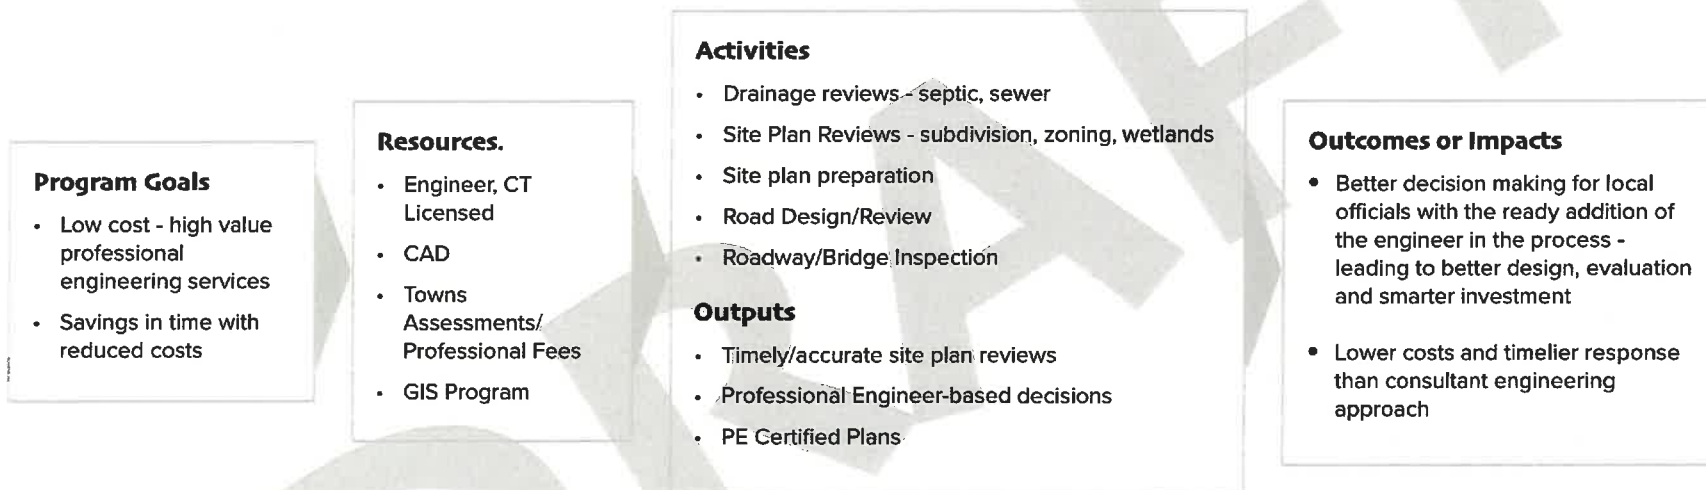 Program Goals
• Low cost - high value
professional
engineering services
• Savings in time with
reduced costs
Resources.
• Engineer, CT
Licensed
• CAD
• Towns
Assessments/
Professional Fees
• GIS Program
Activities
• Drainage reviews - septic, sewer
• Site Plan Reviews - subdivision, zoning, wetlands
• Site plan preparation
• Road Design/Review
• Roadway/Bridge Inspection
Outputs
• Timely/accurate site plan reviews
• Professional Engineer-based decisions
• PE Certified Plans
Outcomes or Impacts
• Better decision making for local
officials with the ready addition of
the engineer in the process -
leading to better design, evaluation
and smarter investment
• Lower costs and timelier response
than consultant engineering
approach
DRAFT